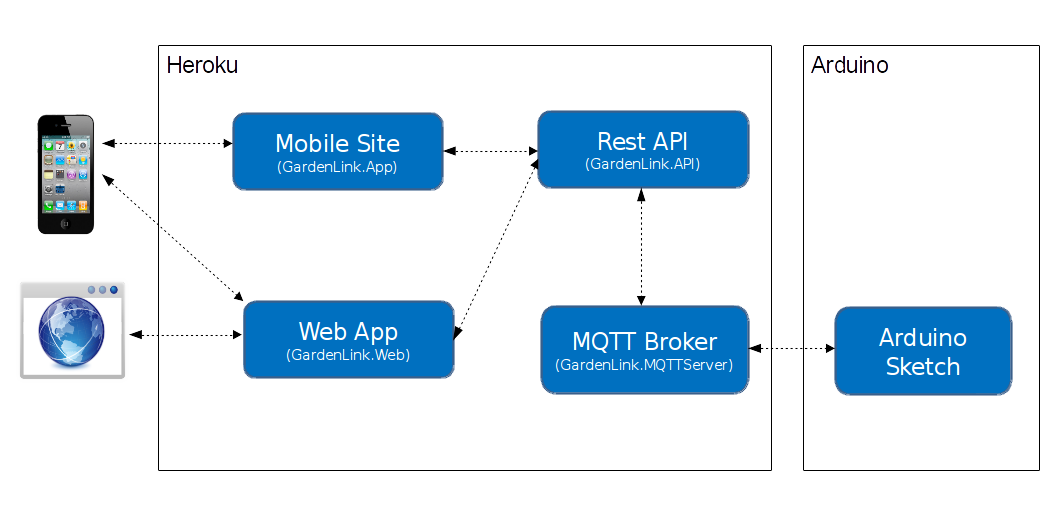 Heroku
Arduino
Mobile Site
(GardenLink.App)
Rest API
(GardenLink.API)
Web App
(GardenLink.Web)
MQTT Broker
(GardenLink.MQTTServer)
Arduino
Sketch